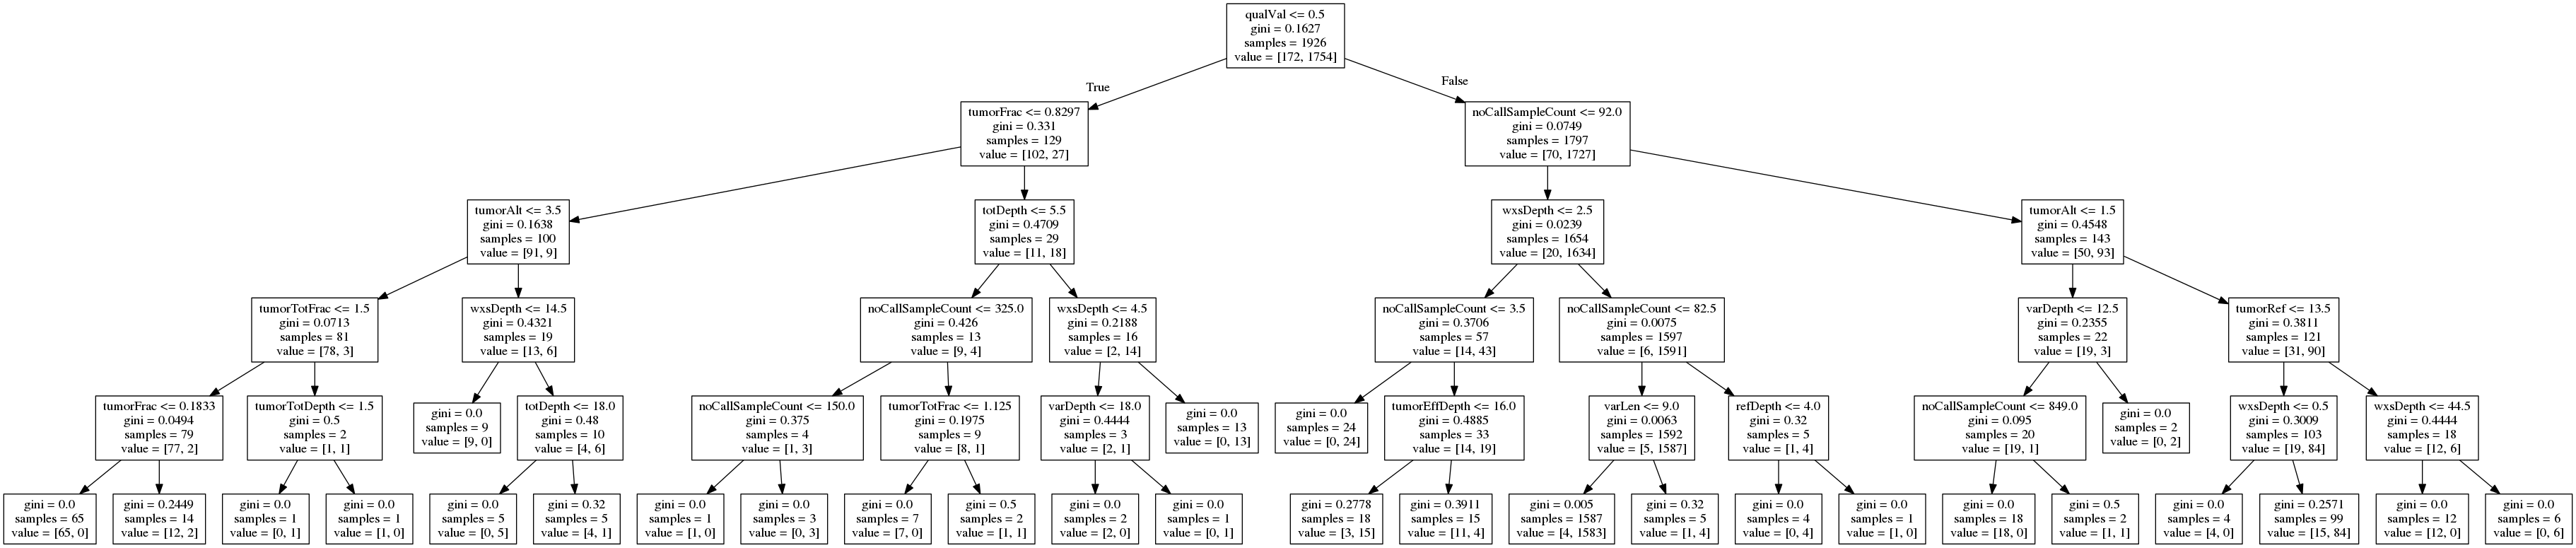 qualVal <= 0.5
gini = 0.1627
samples = 1926
value = [172, 1754]
True
False
tumorFrac <= 0.8297
gini = 0.331
samples = 129
value = [102, 27]
noCallSampleCount <= 92.0
gini = 0.0749
samples = 1797
value = [70, 1727]
tumorAlt <= 3.5
gini = 0.1638
samples = 100
value = [91, 9]
totDepth <= 5.5
gini = 0.4709
samples = 29
value = [11, 18]
wxsDepth <= 2.5
gini = 0.0239
samples = 1654
value = [20, 1634]
tumorAlt <= 1.5
gini = 0.4548
samples = 143
value = [50, 93]
tumorTotFrac <= 1.5
gini = 0.0713
samples = 81
value = [78, 3]
wxsDepth <= 14.5
gini = 0.4321
samples = 19
value = [13, 6]
noCallSampleCount <= 325.0
gini = 0.426
samples = 13
value = [9, 4]
wxsDepth <= 4.5
gini = 0.2188
samples = 16
value = [2, 14]
noCallSampleCount <= 3.5
gini = 0.3706
samples = 57
value = [14, 43]
noCallSampleCount <= 82.5
gini = 0.0075
samples = 1597
value = [6, 1591]
varDepth <= 12.5
gini = 0.2355
samples = 22
value = [19, 3]
tumorRef <= 13.5
gini = 0.3811
samples = 121
value = [31, 90]
tumorFrac <= 0.1833
gini = 0.0494
samples = 79
value = [77, 2]
tumorTotDepth <= 1.5
gini = 0.5
samples = 2
value = [1, 1]
gini = 0.0
samples = 9
value = [9, 0]
totDepth <= 18.0
gini = 0.48
samples = 10
value = [4, 6]
noCallSampleCount <= 150.0
gini = 0.375
samples = 4
value = [1, 3]
tumorTotFrac <= 1.125
gini = 0.1975
samples = 9
value = [8, 1]
varDepth <= 18.0
gini = 0.4444
samples = 3
value = [2, 1]
gini = 0.0
samples = 13
value = [0, 13]
gini = 0.0
samples = 24
value = [0, 24]
tumorEffDepth <= 16.0
gini = 0.4885
samples = 33
value = [14, 19]
varLen <= 9.0
gini = 0.0063
samples = 1592
value = [5, 1587]
refDepth <= 4.0
gini = 0.32
samples = 5
value = [1, 4]
noCallSampleCount <= 849.0
gini = 0.095
samples = 20
value = [19, 1]
gini = 0.0
samples = 2
value = [0, 2]
wxsDepth <= 0.5
gini = 0.3009
samples = 103
value = [19, 84]
wxsDepth <= 44.5
gini = 0.4444
samples = 18
value = [12, 6]
gini = 0.0
samples = 65
value = [65, 0]
gini = 0.2449
samples = 14
value = [12, 2]
gini = 0.0
samples = 1
value = [0, 1]
gini = 0.0
samples = 1
value = [1, 0]
gini = 0.0
samples = 5
value = [0, 5]
gini = 0.32
samples = 5
value = [4, 1]
gini = 0.0
samples = 1
value = [1, 0]
gini = 0.0
samples = 3
value = [0, 3]
gini = 0.0
samples = 7
value = [7, 0]
gini = 0.5
samples = 2
value = [1, 1]
gini = 0.0
samples = 2
value = [2, 0]
gini = 0.0
samples = 1
value = [0, 1]
gini = 0.2778
samples = 18
value = [3, 15]
gini = 0.3911
samples = 15
value = [11, 4]
gini = 0.005
samples = 1587
value = [4, 1583]
gini = 0.32
samples = 5
value = [1, 4]
gini = 0.0
samples = 4
value = [0, 4]
gini = 0.0
samples = 1
value = [1, 0]
gini = 0.0
samples = 18
value = [18, 0]
gini = 0.5
samples = 2
value = [1, 1]
gini = 0.0
samples = 4
value = [4, 0]
gini = 0.2571
samples = 99
value = [15, 84]
gini = 0.0
samples = 12
value = [12, 0]
gini = 0.0
samples = 6
value = [0, 6]